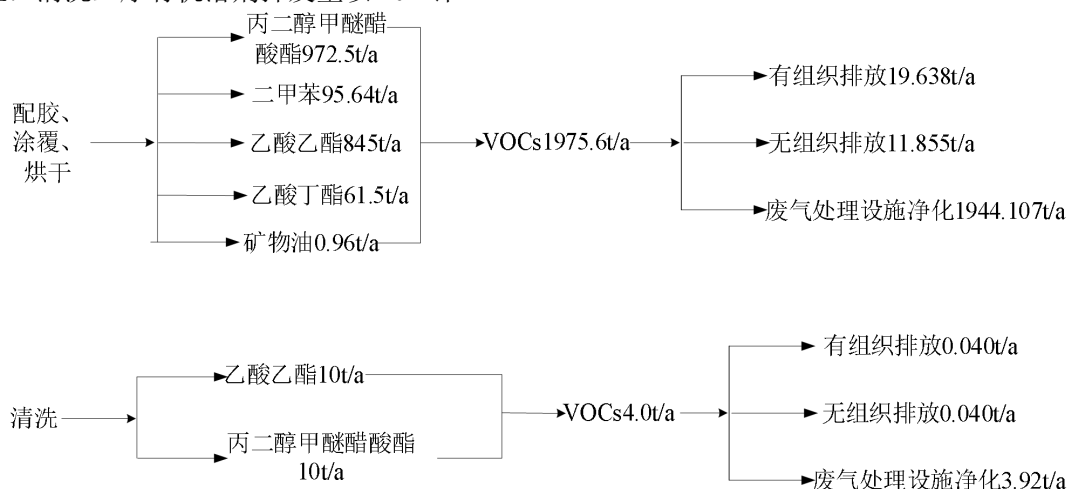 丙二醇甲醚醋
酸酯972.5t/a
二甲苯95.64t/a
乙酸乙酯845t/a
乙酸丁酯61.5t/a
矿物油0.96t/a
配胶、
涂覆、
烘干
VOCs1975.6t/a
有组织排放19.638t/a
无组织排放11.855t/a
废气处理设施净化1944.107t/a
清洗
乙酸乙酯10t/a
丙二醇甲醚醋酸酯
10t/a
VOCs4.0t/a
有组织排放0.040t/a
无组织排放0.040t/a
废气处理设施净化3.92t/a